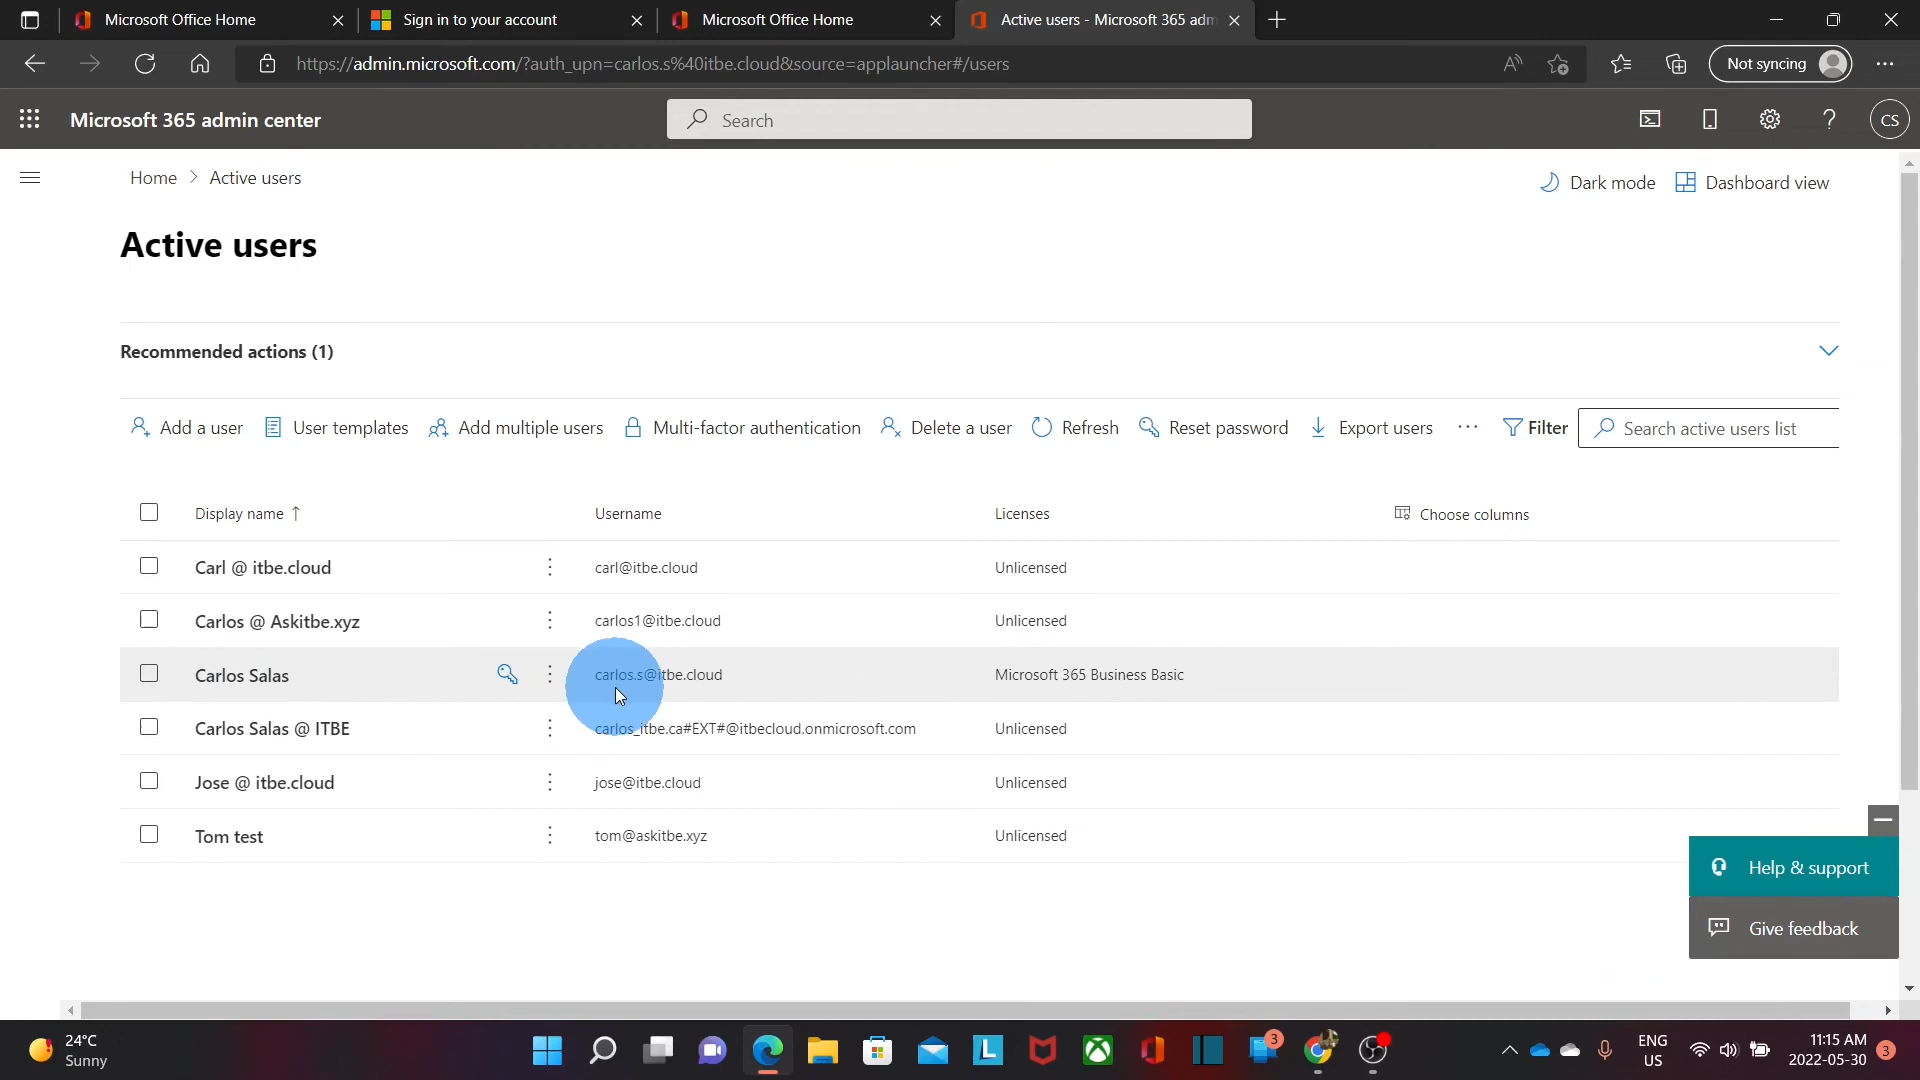 Microsoft Office Home
Sign in to your account
Microsoft Office Home
Active users - Microsoft 365 adm
https://admin.microsoft.com/?auth_upn=carlos.s%40itbe.cloud&source=applauncher#/users
Not syncing
Microsoft 365 admin center
Search
CS
Home > Active users
Dark mode
Dashboard view
Active users
Recommended actions (1)
Add a user
User templates
Add multiple users
Multi-factor authentication
Delete a user
Refresh
Reset password
Export users
Filter
Search active users list
Display name ↑ Username Licenses Choose columns
Carl @ itbe.cloud carl@itbe.cloud Unlicensed
Carlos @ Askitbe.xyz carlos1@itbe.cloud Unlicensed
Carlos Salas carlos.s@itbe.cloud Microsoft 365 Business Basic
Carlos Salas @ ITBE carlos_itbe.ca#EXT#@itbecloud.onmicrosoft.com Unlicensed
Jose @ itbe.cloud jose@itbe.cloud Unlicensed
Tom test tom@askitbe.xyz Unlicensed
Help & support
Give feedback
24°C
Sunny
L
3
ENG
US
11:15 AM
2022-05-30
3